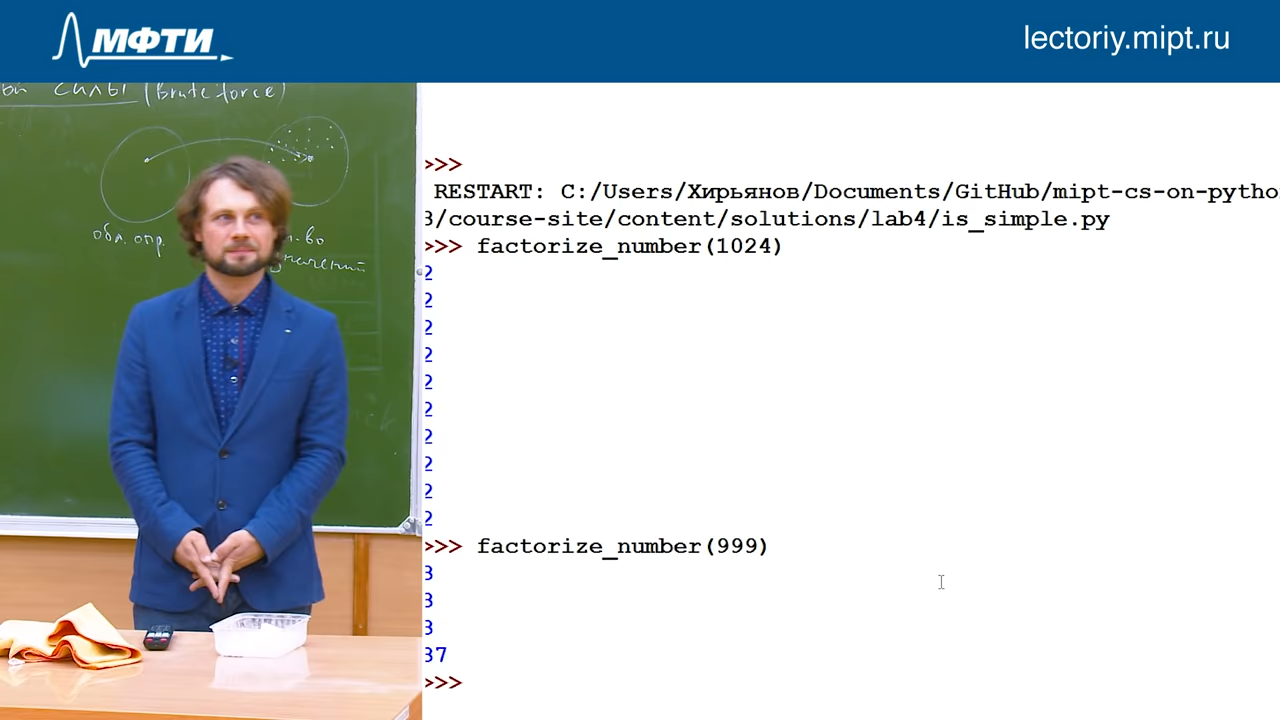 МФТИ
lectoriy.mipt.ru
СИЛЫ (Brute force)
обл. опр.
значений
>>>
RESTART: C:/Users/Хирьянов/Documents/GitHub/mipt-cs-on-pytho
3/course-site/content/solutions/lab4/is_simple.py
>>> factorize_number(1024)
2
2
2
2
2
2
2
2
2
2
>>> factorize_number(999)
3
3
3
37
>>>